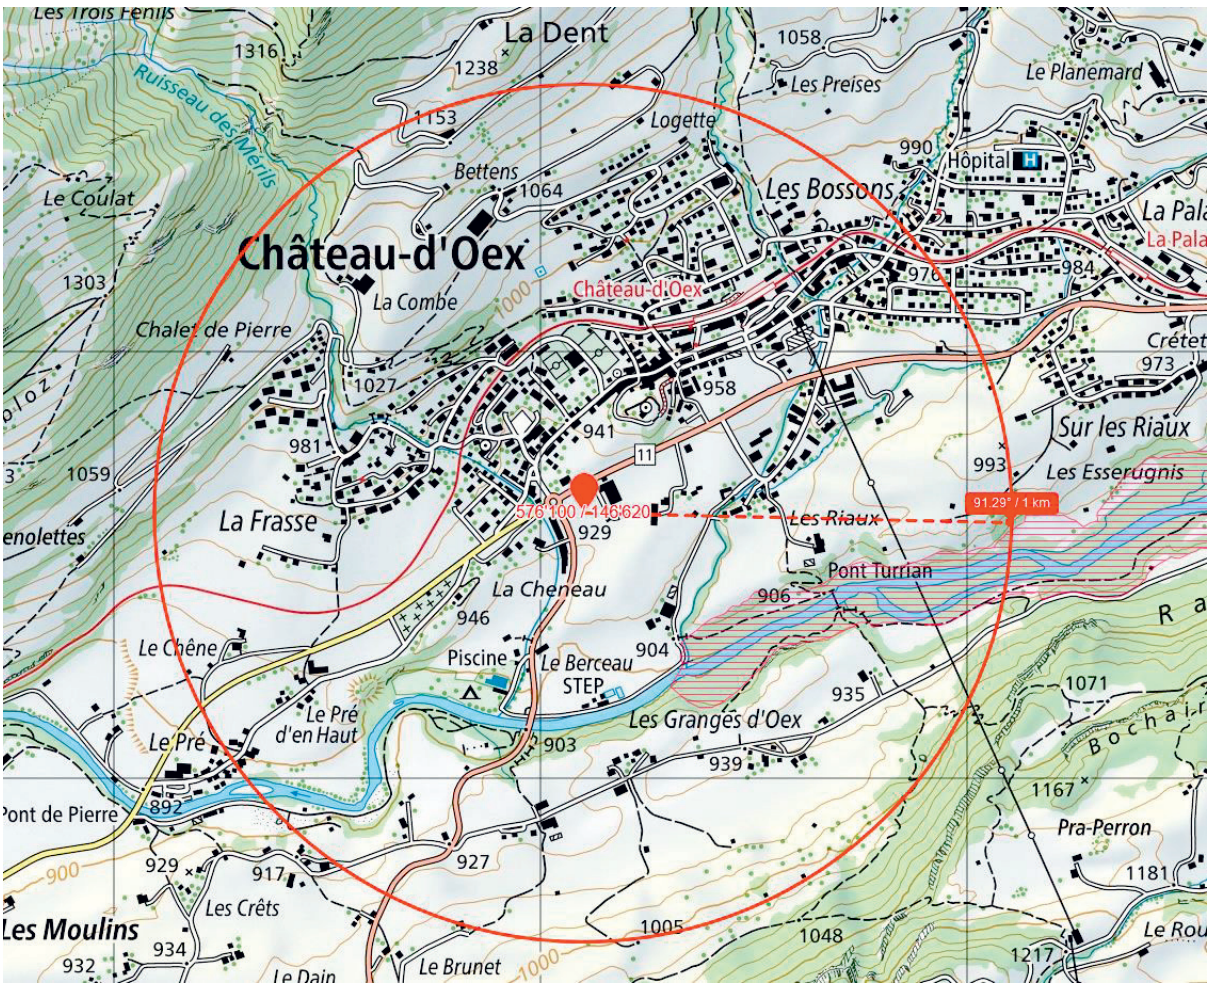 Les Trois Fenils
La Dent
1058
1316
1238
Les Preises
Le Planemard
Ruisseau des Mérils
1153
Logette
990
Hôpital
H
Bettens
1064
Les Bossons
Le Coulat
La Pala
La Pala
Château-d'Oex
976
984
1303
La Combe
1000
Château-d'Oex
Chalet de Pierre
Crêtet
973
1027
958
941
Sur les Riaux
981
11
993
Les Esserugnis
1059
576'100 / 146'620
91.29° / 1 km
La Frasse
Les Riaux
enolettes
929
Pont Turrian
La Cheneau
906
946
Ra
Le Chêne
904
Piscine
Le Berceau
STEP
935
1071
Le Pré
d'en Haut
Les Granges d'Oex
Bochair
Le Pré
903
939
1167
892
Pont de Pierre
Pra-Perron
929
927
900
917
1181
Les Crêts
Les Moulins
1005
1048
Le Rou
934
1217
932
Le Dain
Le Brunet
1000